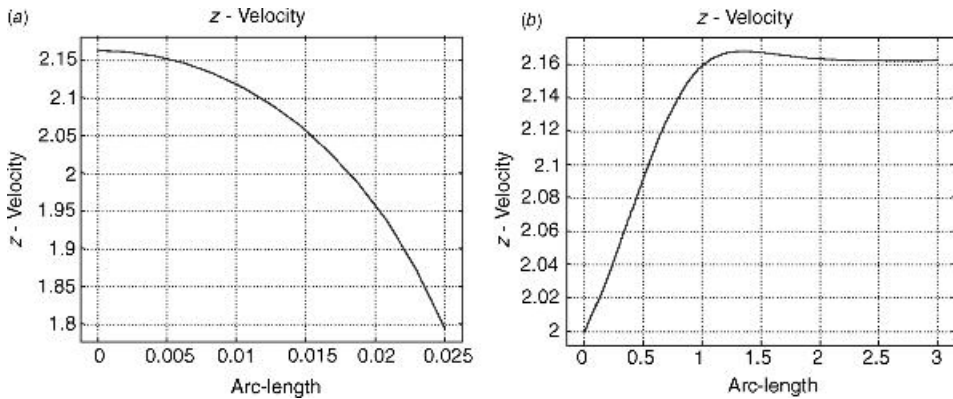 (a)
z - Velocity
z - Velocity
2.15
2.1
2.05
2
1.95
1.9
1.85
1.8
0 0.005 0.01 0.015 0.02 0.025
Arc-length
(b)
z - Velocity
z - Velocity
2.16
2.14
2.12
2.1
2.08
2.06
2.04
2.02
2
0 0.5 1 1.5 2 2.5 3
Arc-length